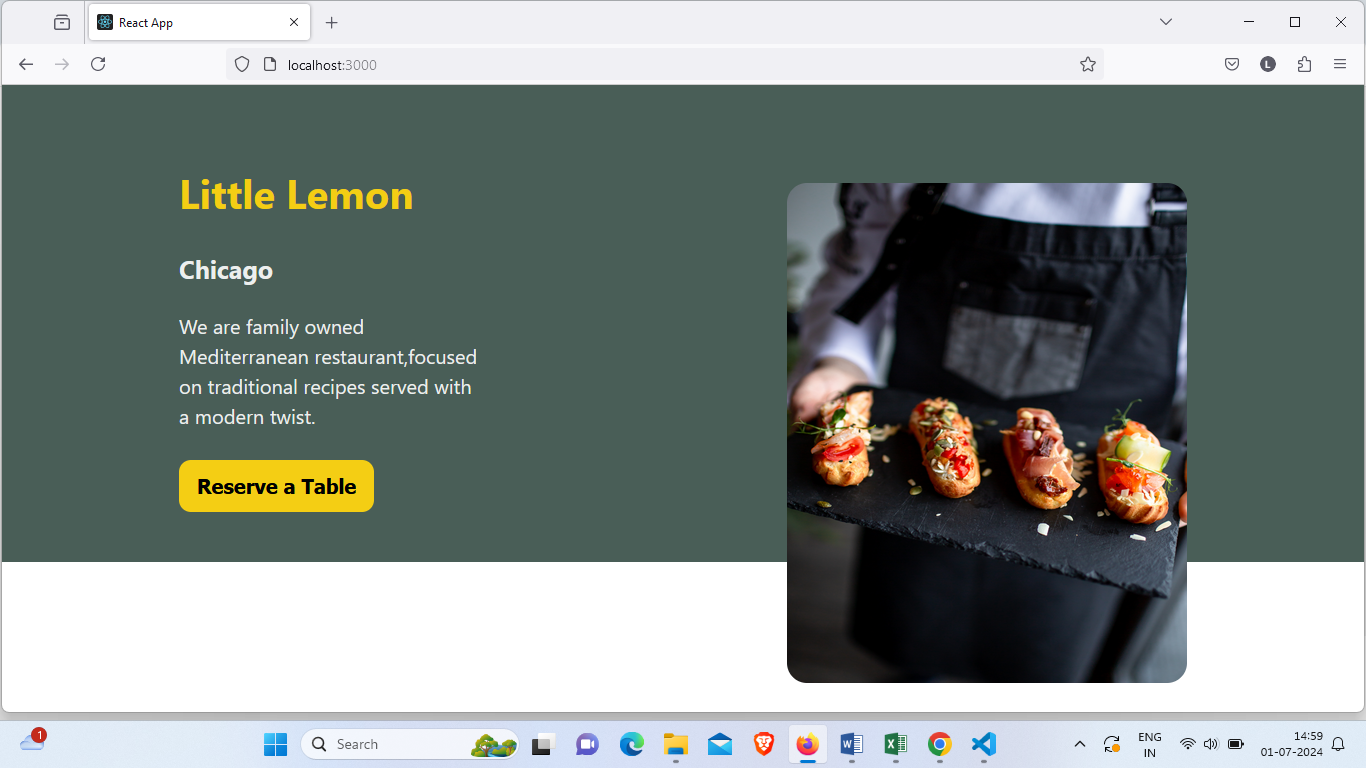 React App
localhost:3000
L
Little Lemon
Chicago
We are family owned
Mediterranean restaurant,focused
on traditional recipes served with
a modern twist.
Reserve a Table
1
Search
ENG
IN
14:59
01-07-2024